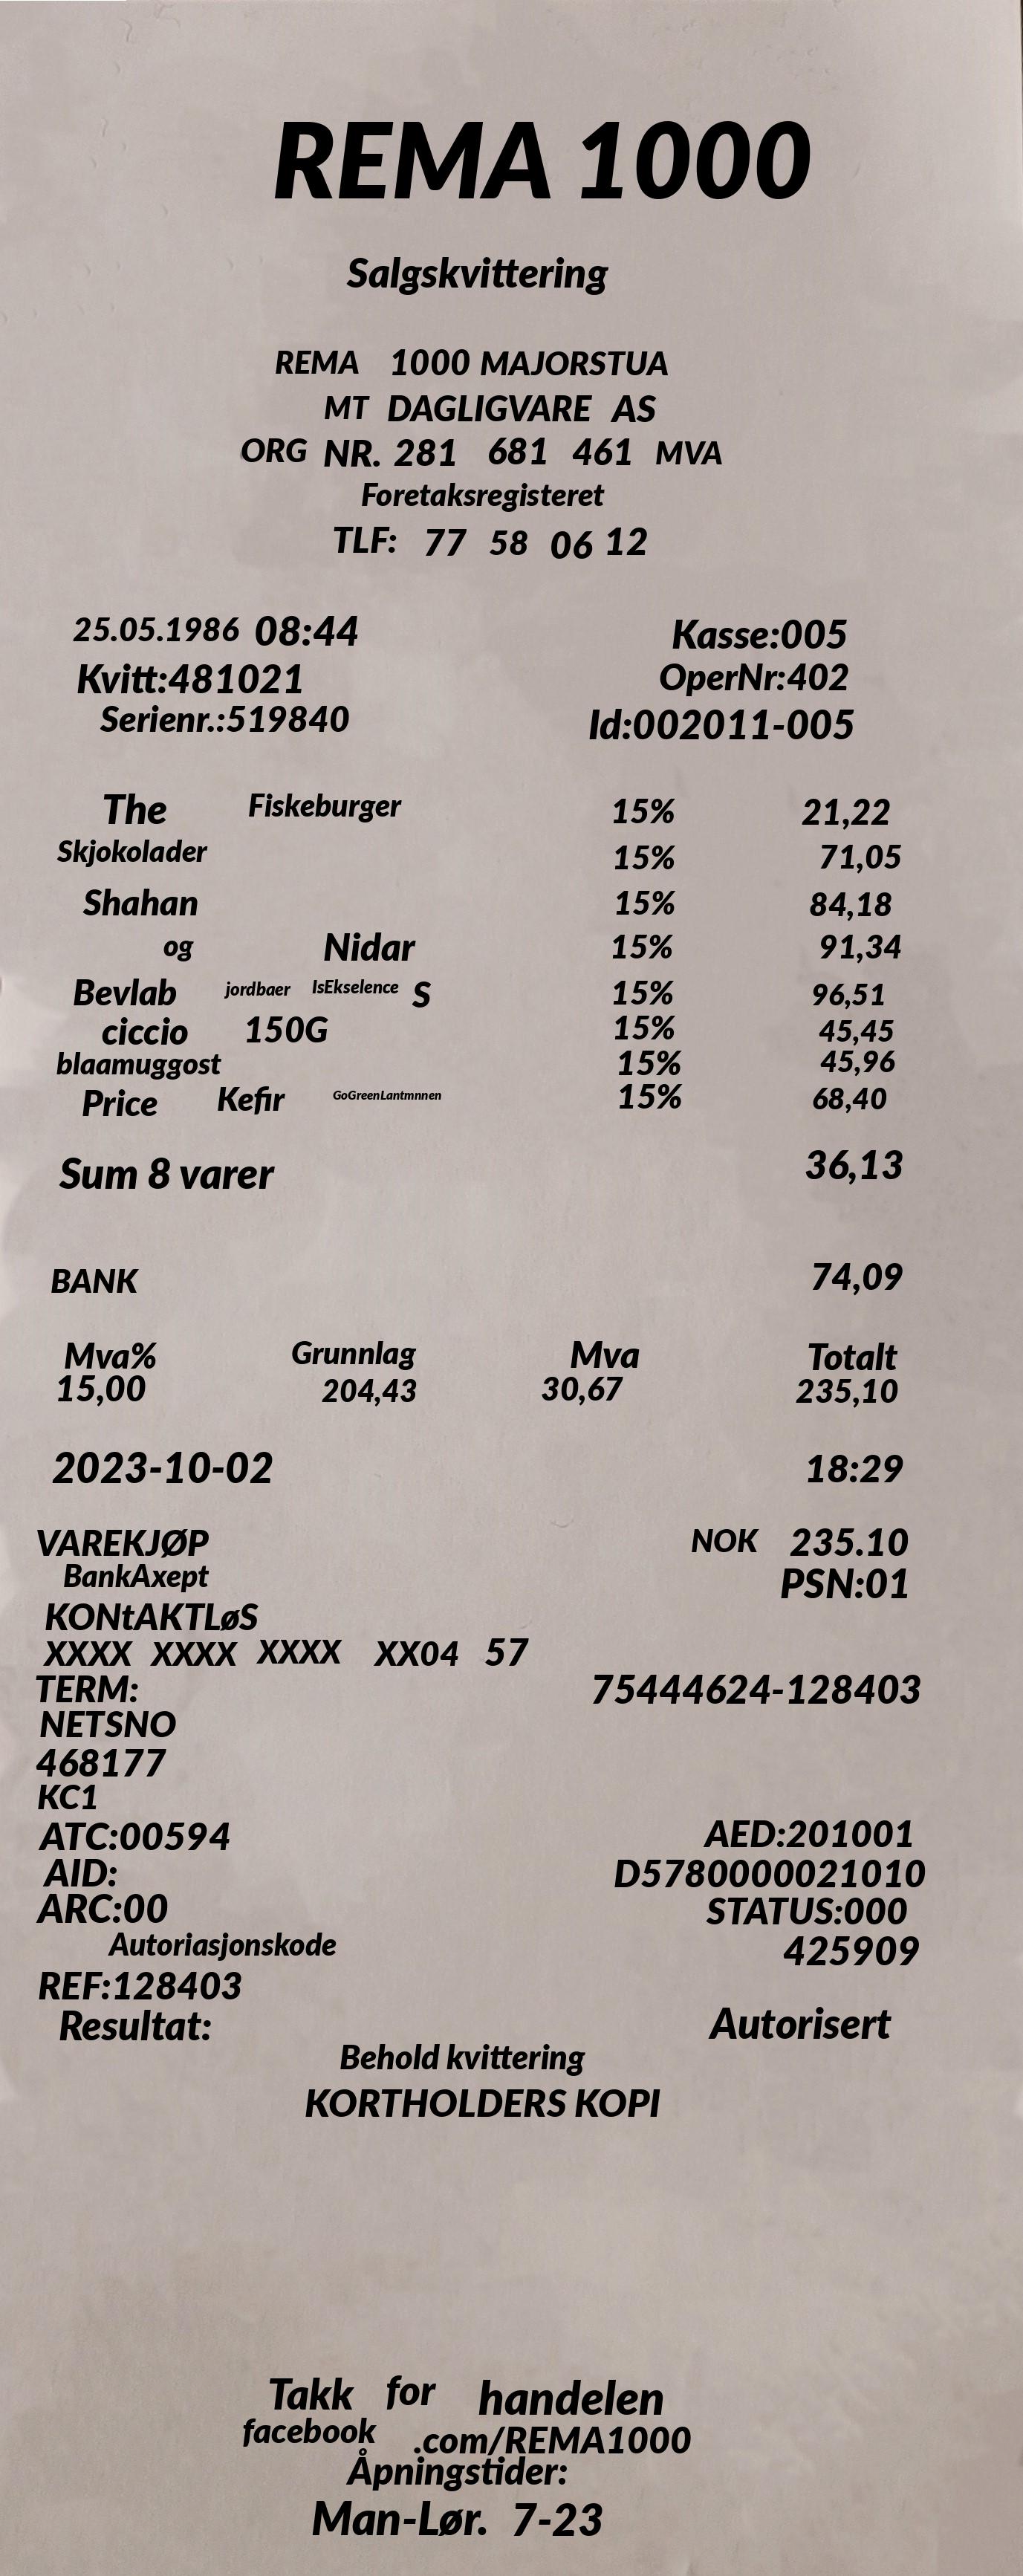 REMA 1000
Salgskvittering
REMA 1000 MAJORSTUA
MT DAGLIGVARE AS
ORG NR. 281 681 461 MVA
Foretaksregisteret
TLF: 77 58 06 12
25.05.1986 08:44 Kasse:005
Kvitt:481021 OperNr:402
Serienr.:519840 Id:002011-005
The Fiskeburger 15% 21,22
Skjokolader 15% 71,05
Shahan 15% 84,18
og Nidar 15% 91,34
Bevlab jordbaer IsEkselence S 15% 96,51
ciccio 150G 15% 45,45
blaamuggost 15% 45,96
Price Kefir GoGreenLantmnnen 15% 68,40
Sum 8 varer 36,13
BANK 74,09
Mva% Grunnlag Mva Totalt
15,00 204,43 30,67 235,10
2023-10-02 18:29
VAREKJØP NOK 235.10
BankAxept PSN:01
KONtAKTLøS
XXXX XXXX XXXX XX04 57
TERM: 75444624-128403
NETSNO
468177
KC1
ATC:00594 AED:201001
AID: D5780000021010
ARC:00 STATUS:000
Autoriasjonskode 425909
REF:128403
Resultat: Autorisert
Behold kvittering
KORTHOLDERS KOPI
Takk for handelen
facebook .com/REMA1000
Åpningstider:
Man-Lør. 7-23